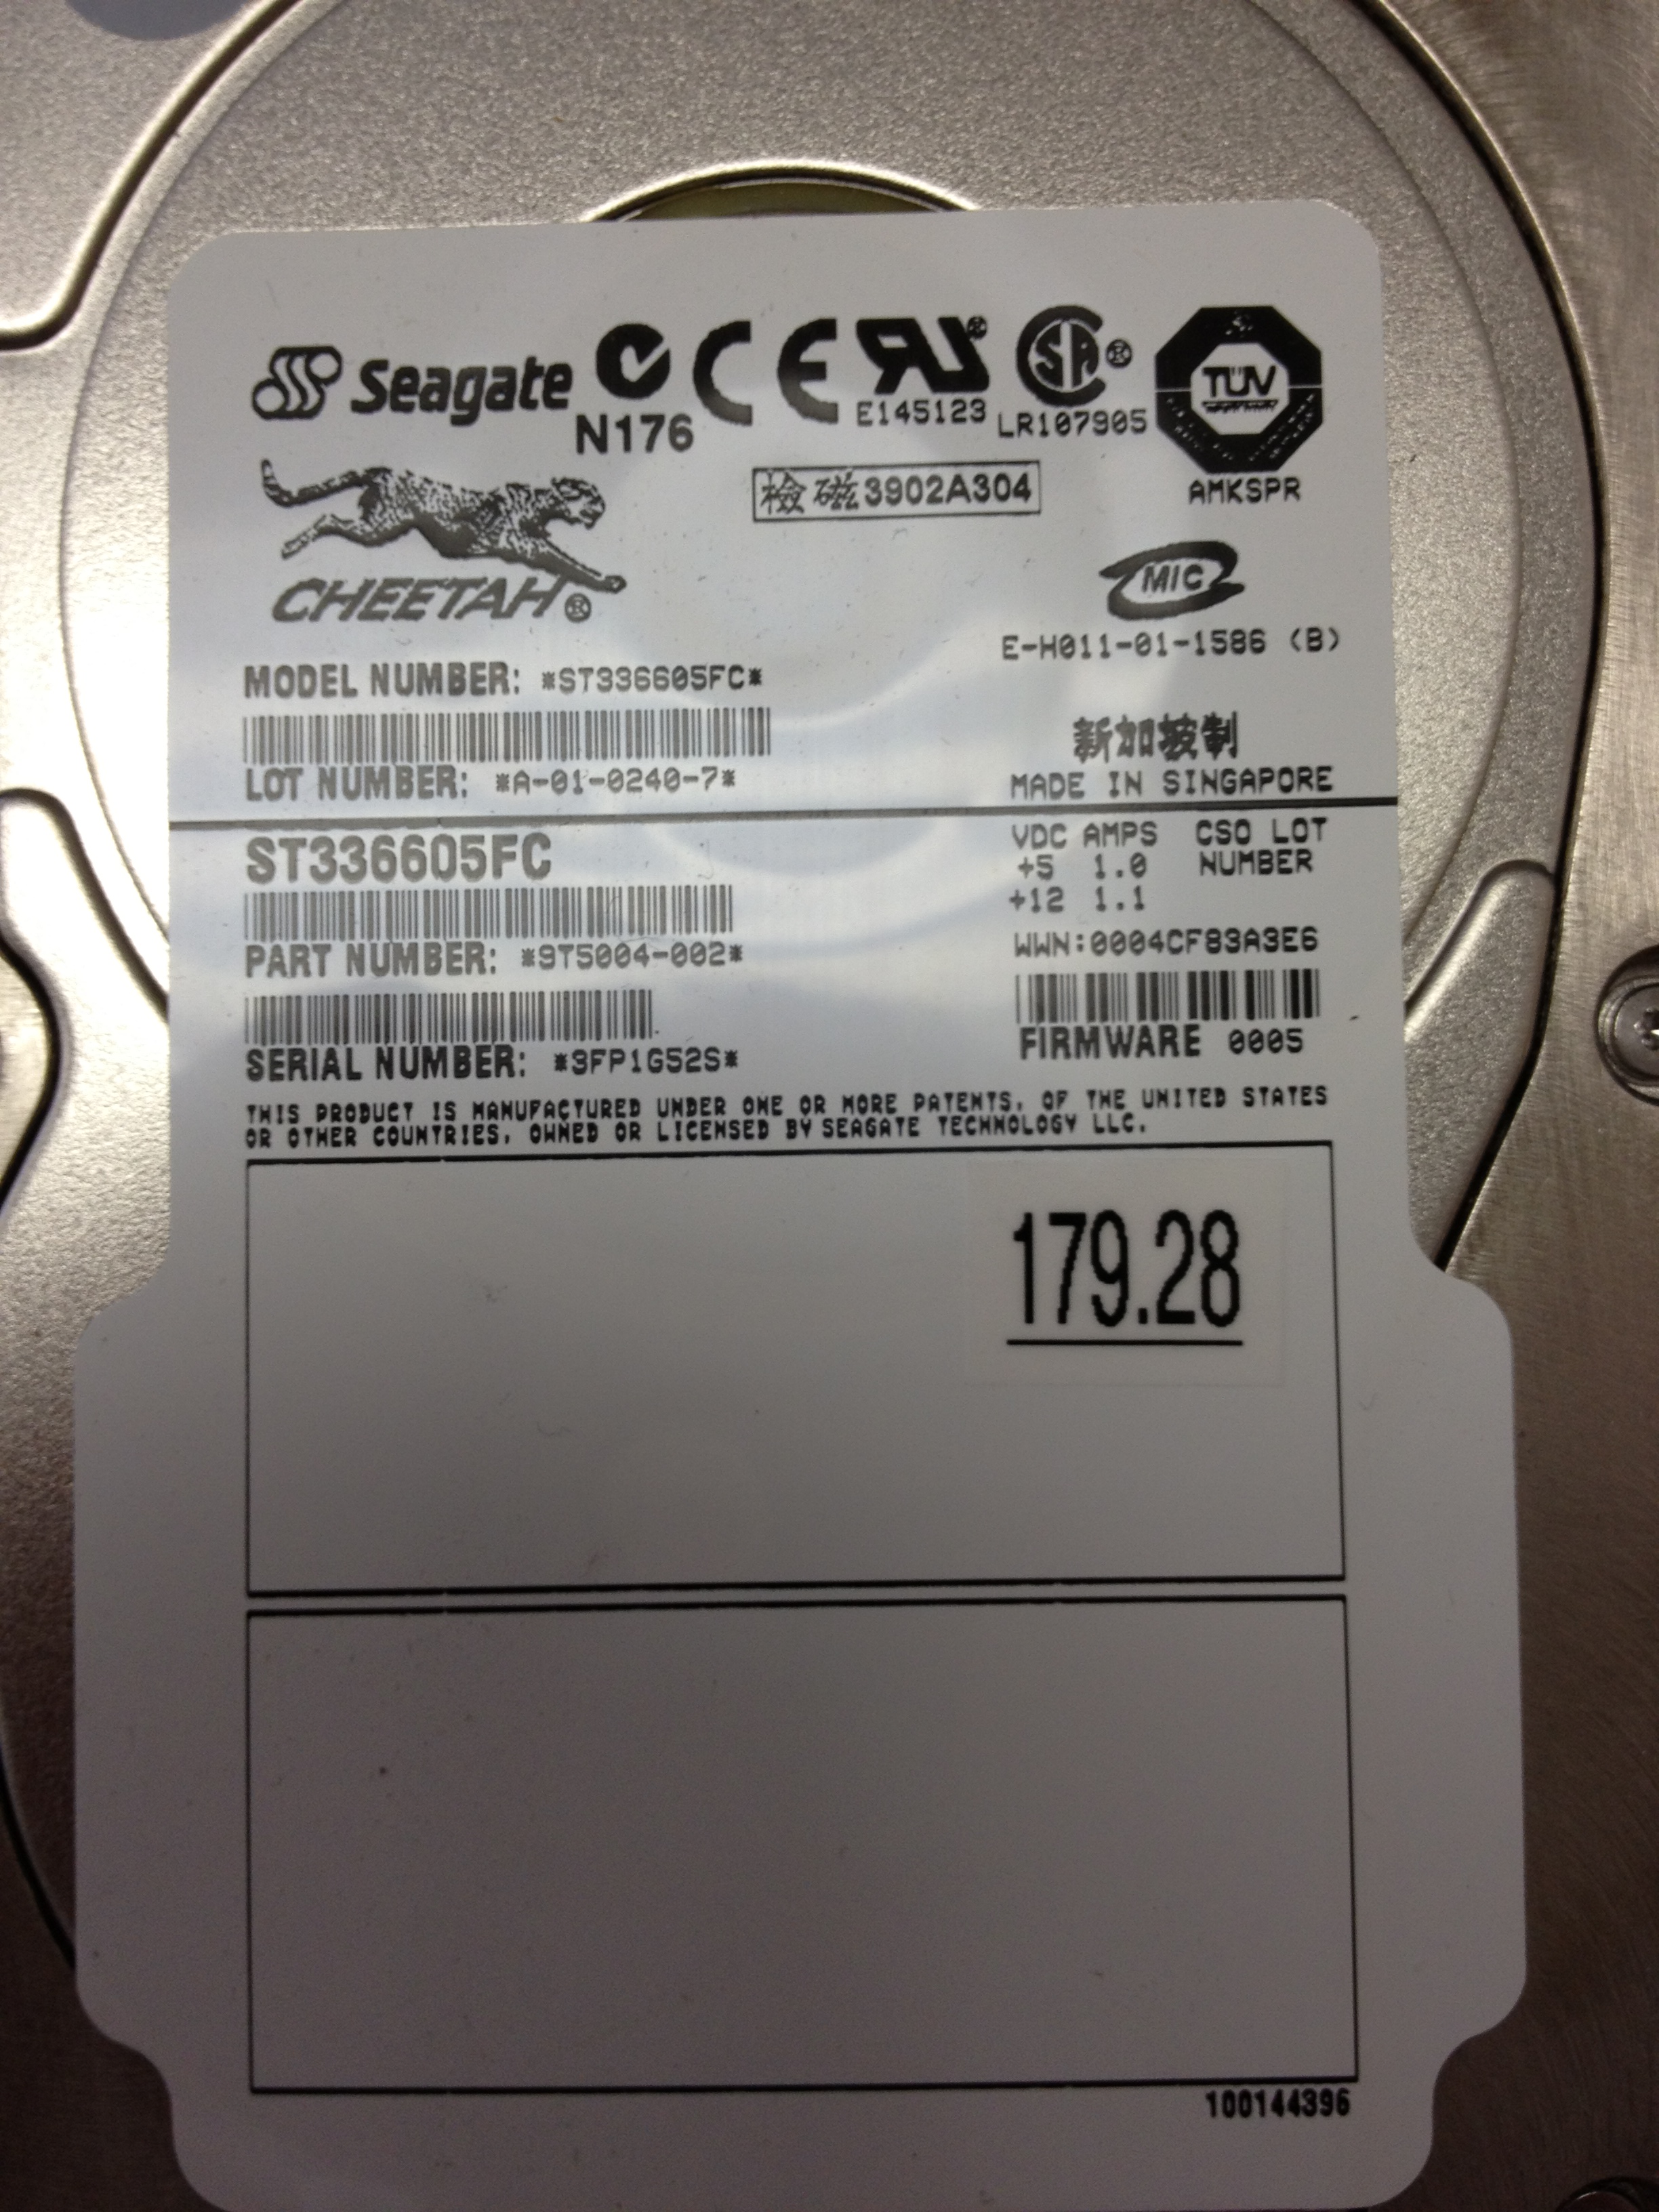 Seagate
N176
E145123
LR107905
TÜV
AMKSPR
檢磁3902A304
CHEETAH®
MIC
E-H011-01-1586 (B)
MODEL NUMBER: *ST336605FC*
LOT NUMBER: *A-01-0240-7*
新加坡制
MADE IN SINGAPORE
ST336605FC
PART NUMBER: *9T5004-002*
SERIAL NUMBER: *3FP1G52S*
VDC AMPS CSO LOT
+5 1.0 NUMBER
+12 1.1
WWN:0004CF83A3E6
FIRMWARE 0005
THIS PRODUCT IS MANUFACTURED UNDER ONE OR MORE PATENTS, OF THE UNITED STATES
OR OTHER COUNTRIES, OWNED OR LICENSED BY SEAGATE TECHNOLOGY LLC.
179.28
100144396